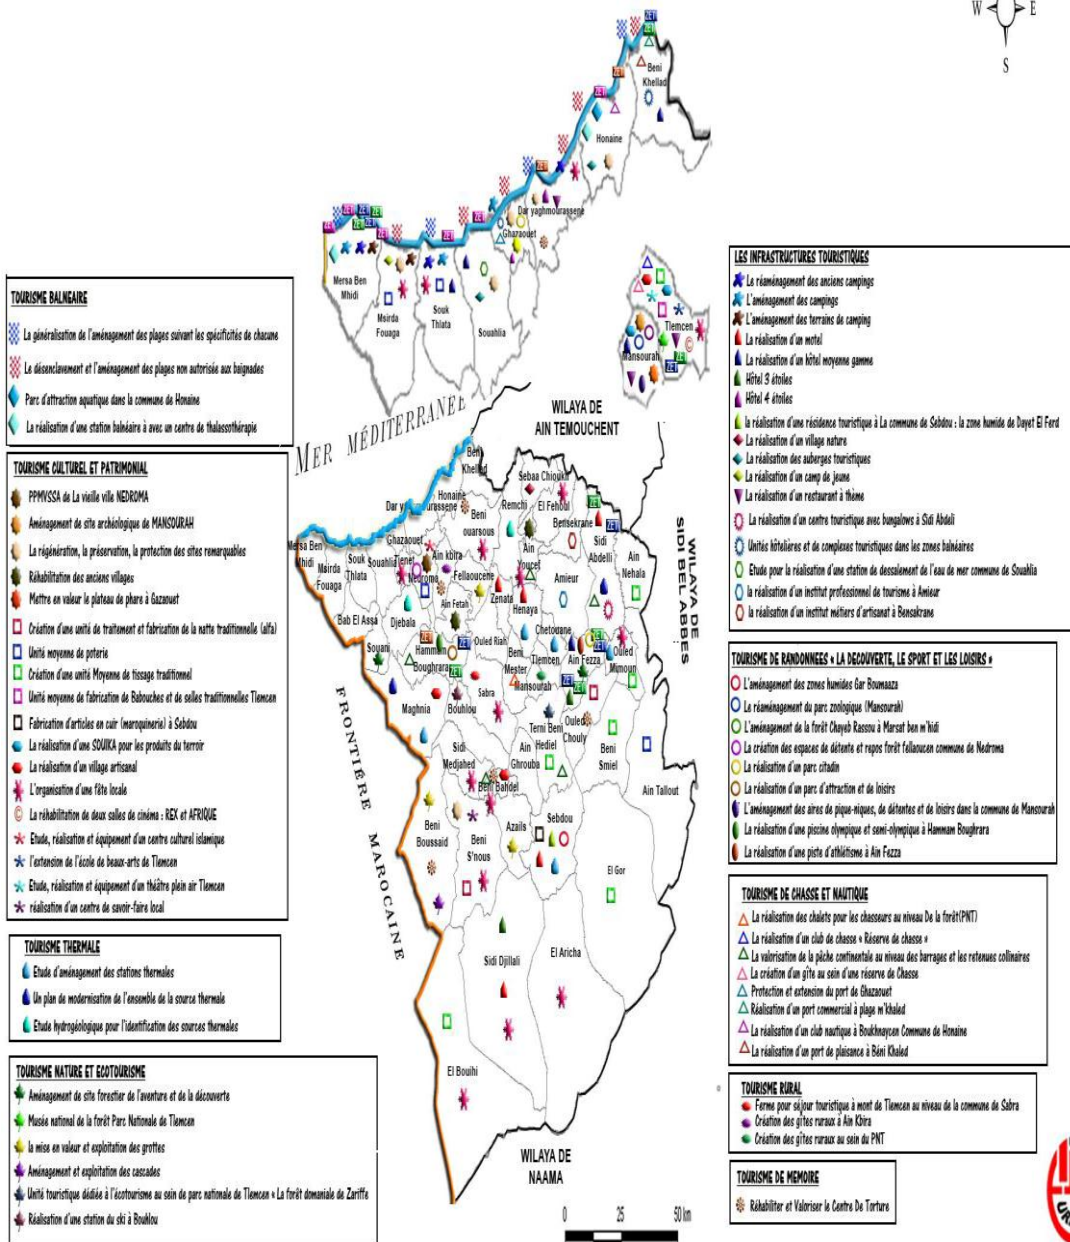 W E
S
TOURISME BALNEAIRE
La généralisation de l'aménagement des plages suivant les spécificités de chacune
Le désenclavement et l'aménagement des plages non autorisée aux baignades
Parc d'attraction aquatique dans la commune de Honaine
La réalisation d'une station balnéaire à avec un centre de thalassothérapie
TOURISME CULTUREL ET PATRIMONIAL
PPMVSSA de La vieille ville NEDROMA
Aménagement de site archéologique de MANSOURAH
La régénération, la préservation, la protection des sites remarquables
Réhabilitation des anciens villages
Mettre en valeur le plateau de phare à Gazaouet
Création d'une unité de traitement et fabrication de la natte traditionnelle (alfa)
Unité moyenne de poterie
Création d'une unité Moyenne de tissage traditionnel
Unité moyenne de fabrication de Babouches et de selles traditionnelles Tlemcen
Fabrication d'articles en cuir (maroquinerie) à Sebdou
La réalisation d'une SOUIKA pour les produits du terroir
La réalisation d'un village artisanal
L'organisation d'une fête locale
La réhabilitation de deux salles de cinéma : REX et AFRIQUE
Etude, réalisation et équipement d'un centre culturel islamique
l'extension de l'école de beaux-arts de Tlemcen
Etude, réalisation et équipement d'un théâtre plein air Tlemcen
réalisation d'un centre de savoir-faire local
TOURISME THERMALE
Etude d'aménagement des stations thermales
Un plan de modernisation de l'ensemble de la source thermale
Etude hydrogéologique pour l'identification des sources thermales
TOURISME NATURE ET ECOTOURISME
Aménagement de site forestier de l'aventure et de la découverte
Musée national de la forêt Parc Nationale de Tlemcen
la mise en valeur et exploitation des grottes
Aménagement et exploitation des cascades
Unité touristique dédiée à l'écotourisme au sein de parc nationale de Tlemcen « La forêt domaniale de Zariffe
Réalisation d'une station du ski à Bouhlou
LES INFRASTRUCTURES TOURISTIQUES
Le réaménagement des anciens campings
L'aménagement des campings
L'aménagement des terrains de camping
La réalisation d'un motel
La réalisation d'un hôtel moyenne gamme
Hôtel 3 étoiles
Hôtel 4 étoiles
la réalisation d'une résidence touristique à La commune de Sebdou : la zone humide de Dayet El Ferd
La réalisation d'un village nature
La réalisation des auberges touristiques
La réalisation d'un camp de jeune
La réalisation d'un restaurant à thème
La réalisation d'un centre touristique avec bungalows à Sidi Abdeli
Unités hôtelières et de complexes touristiques dans les zones balnéaires
Etude pour la réalisation d'une station de dessalement de l'eau de mer commune de Souahlia
la réalisation d'un institut professionnel de tourisme à Amieur
la réalisation d'un institut métiers d'artisanat à Bensakrane
TOURISME DE RANDONNEES « LA DECOUVERTE, LE SPORT ET LES LOISIRS »
L'aménagement des zones humides Gar Boumaaza
Le réaménagement du parc zoologique (Mansourah)
L'aménagement de la forêt Chayeb Rassou à Marsat ben m'hidi
La création des espaces de détente et repos forêt fellaoucen commune de Nedroma
La réalisation d'un parc citadin
La réalisation d'un parc d'attraction et de loisirs
L'aménagement des aires de pique-niques, de détentes et de loisirs dans la commune de Mansourah
La réalisation d'une piscine olympique et semi-olympique à Hammam Boughrara
La réalisation d'une piste d'athlétisme à Ain Fezza
TOURISME DE CHASSE ET NAUTIQUE
La réalisation des chalets pour les chasseurs au niveau De la forêt(PNT)
La réalisation d'un club de chasse « Réserve de chasse »
La valorisation de la pêche continentale au niveau des barrages et les retenues collinaires
La création d'un gîte au sein d'une réserve de Chasse
Protection et extension du port de Ghazaouet
Réalisation d'un port commercial à plage m'khaled
La réalisation d'un club nautique à Boukhnaycen Commune de Honaine
La réalisation d'un port de plaisance à Béni Khaled
TOURISME RURAL
Ferme pour séjour touristique à mont de Tlemcen au niveau de la commune de Sabra
Création des gîtes ruraux à Ain Kbira
Création des gîtes ruraux au sein du PNT
TOURISME DE MEMOIRE
Réhabiliter et Valoriser le Centre De Torture
Beni Khellad
Honaine
Dar yaghmourassene
Ghazaouet
Mersa Ben Mhidi
Msirda Fouaga
Souk Thlata
Souahlia
Tlemcen
Mansourah
MER MÉDITERRANEE
WILAYA DE AIN TEMOUCHENT
WILAYA DE SIDI BEL ABBES
FRONTIÉRE MAROCAINE
WILAYA DE NAAMA
Beni Khellad
Honaine
Sebaa Chioukh
Remchi
El Fehoul
Beni ouarsous
Bensekrane
Sidi Abdelli
Ain Nehala
Ghazaouet
Tienet
Nedroma
Ain kbira
Fellaoucene
Ain Youcef
Zenata
Henaya
Amieur
Mersa Ben Mhidi
Msirda Fouaga
Souk Thlata
Souahlia
Bab El Assa
Djebala
Ain Fetah
Souani
Hammam Boughrara
Ouled Riah
Beni Mester
Chetouane
Tlemcen
Ain Fezza
Ouled Mimoun
Mansourah
Maghnia
Bouhlou
Sabra
Terni Beni Hediel
Ouled Chouly
Beni Smiel
Ain Tallout
Sidi Medjahed
Beni Bahdel
Ain Ghrouba
Beni Boussaid
Beni S'nous
Azails
Sebdou
El Gor
Sidi Djillali
El Aricha
El Bouihi
0 25 50 km